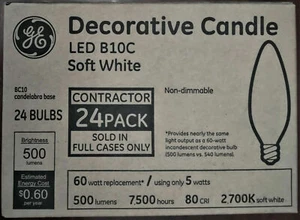 GE
Decorative Candle
LED B10C
Soft White
BC10
candelabra base
24 BULBS
CONTRACTOR
24PACK
SOLD IN
FULL CASES ONLY
Non-dimmable
*Provides nearly the same
light output as a 60-watt
incandescent decorative bulb
(500 lumens vs. 540 lumens).
Brightness
500
lumens
Estimated
Energy Cost
$0.60
per year
60 watt replacement* / using only 5 watts
500 lumens 7500 hours 80 CRI 2,700K soft white